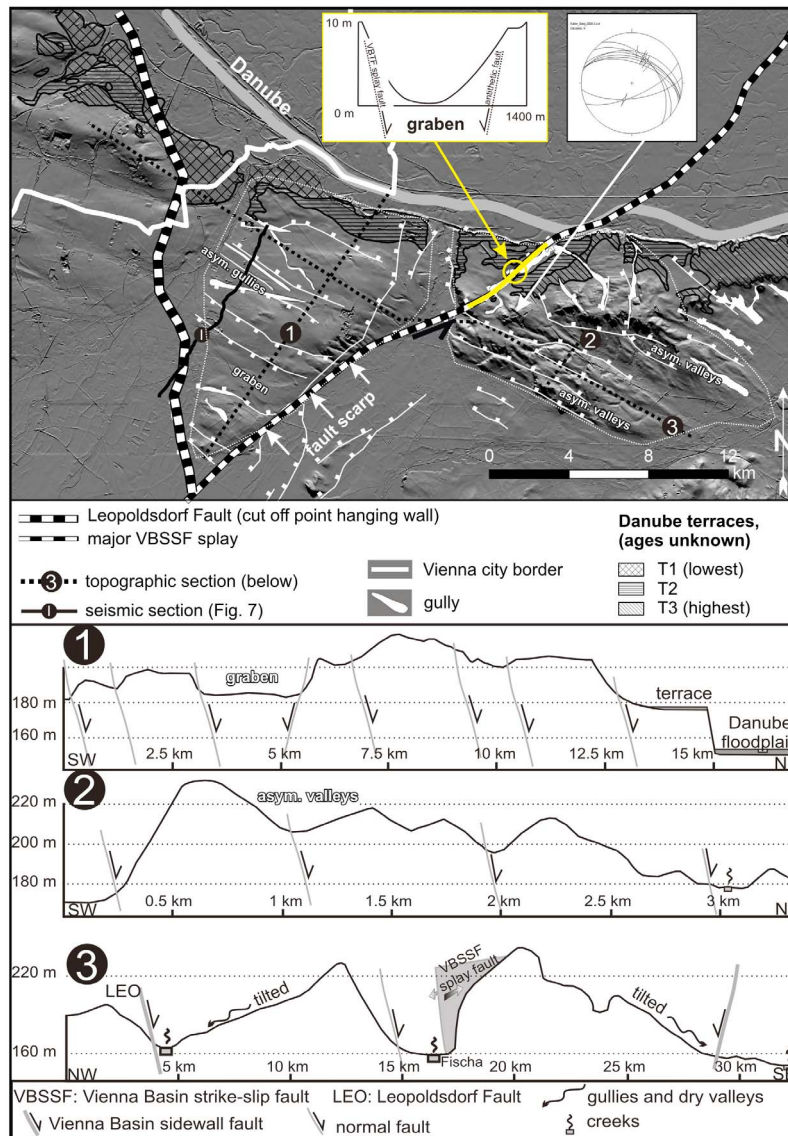 10 m
VBTF splay fault
antithetic fault
0 m
graben
1400 m
Danube
asym. gullies
1
I
graben
fault scarp
2
asym. valleys
asym. valleys
3
N
0 4 8 12
km
Leopoldsdorf Fault (cut off point hanging wall)
major VBSSF splay
3 topographic section (below)
I seismic section (Fig. 7)
Vienna city border
gully
Danube terraces,
(ages unknown)
T1 (lowest)
T2
T3 (highest)
1
graben
180 m
160 m
terrace
Danube
floodplain
2.5 km 5 km 7.5 km 10 km 12.5 km 15 km
SW N
2
220 m
200 m
180 m
asym. valleys
0.5 km 1 km 1.5 km 2 km 2.5 km 3 km
SW N
3
220 m
160 m
LEO
tilted
VBSSF
splay fault
tilted
Fischa
5 km 10 km 15 km 20 km 25 km 30 km
NW
VBSSF: Vienna Basin strike-slip fault LEO: Leopoldsdorf Fault gullies and dry valleys
Vienna Basin sidewall fault normal fault creeks